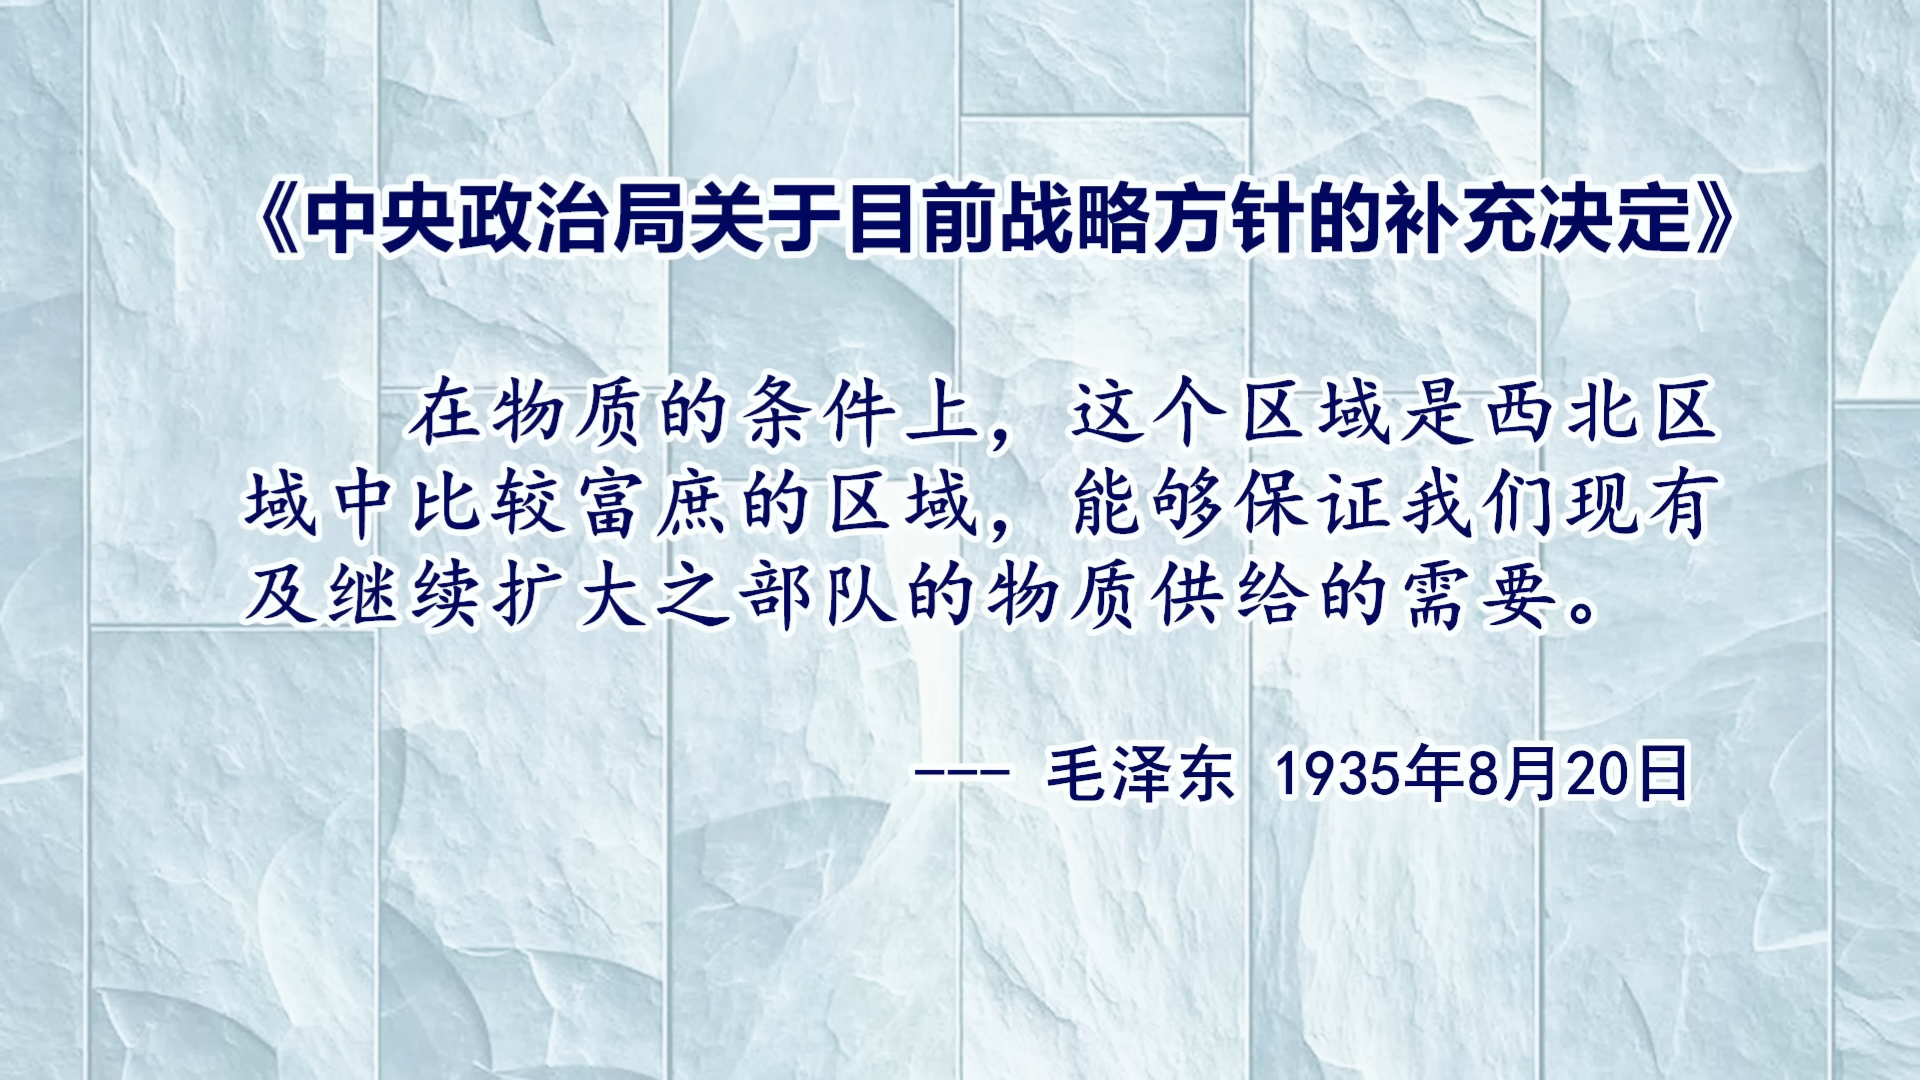 《中央政治局关于目前战略方针的补充决定》
在物质的条件上，这个区域是西北区
域中比较富庶的区域，能够保证我们现有
及继续扩大之部队的物质供给的需要。
--- 毛泽东 1935年8月20日